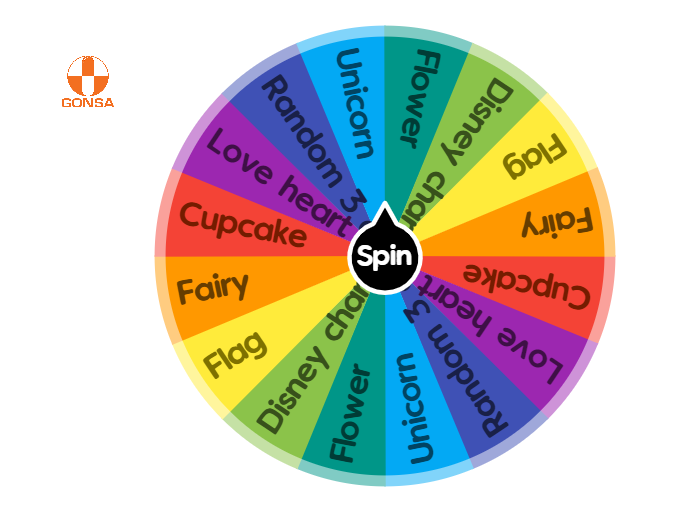 GONSA
Unicorn
Flower
Disney char
Flag
Fairy
Cupcake
Love heart
Random 3
Unicorn
Flower
Disney char
Flag
Fairy
Cupcake
Love heart
Random 3
Spin